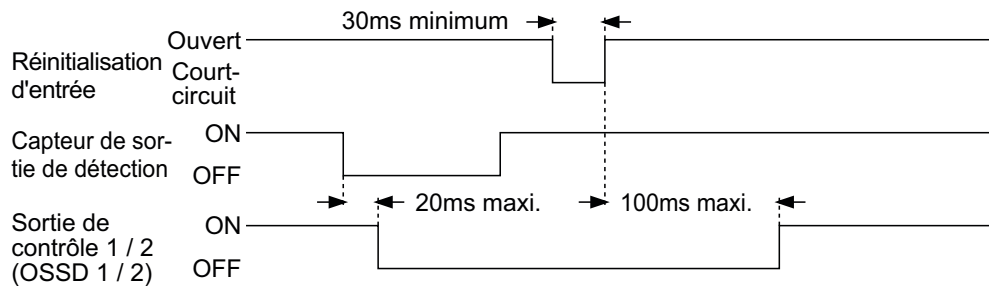 30ms minimum
Réinitialisation
d'entrée
Ouvert
Court-
circuit
Capteur de sor-
tie de détection
ON
OFF
20ms maxi.
100ms maxi.
Sortie de
contrôle 1 / 2
(OSSD 1 / 2)
ON
OFF